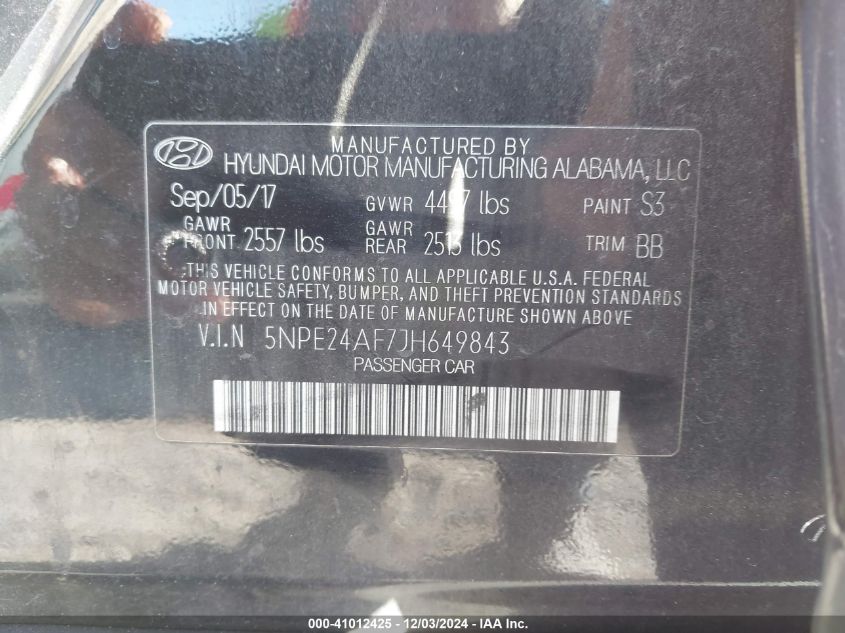 MANUFACTURED BY
HYUNDAI MOTOR MANUFACTURING ALABAMA, LLC
Sep/05/17 GVWR 4497 lbs PAINT S3
GAWR FRONT 2557 lbs GAWR REAR 2513 lbs TRIM BB
THIS VEHICLE CONFORMS TO ALL APPLICABLE U.S.A. FEDERAL
MOTOR VEHICLE SAFETY, BUMPER, AND THEFT PREVENTION STANDARDS
IN EFFECT ON THE DATE OF MANUFACTURE SHOWN ABOVE
V.I.N 5NPE24AF7JH649843
PASSENGER CAR
000-41012425 - 12/03/2024 - IAA Inc.